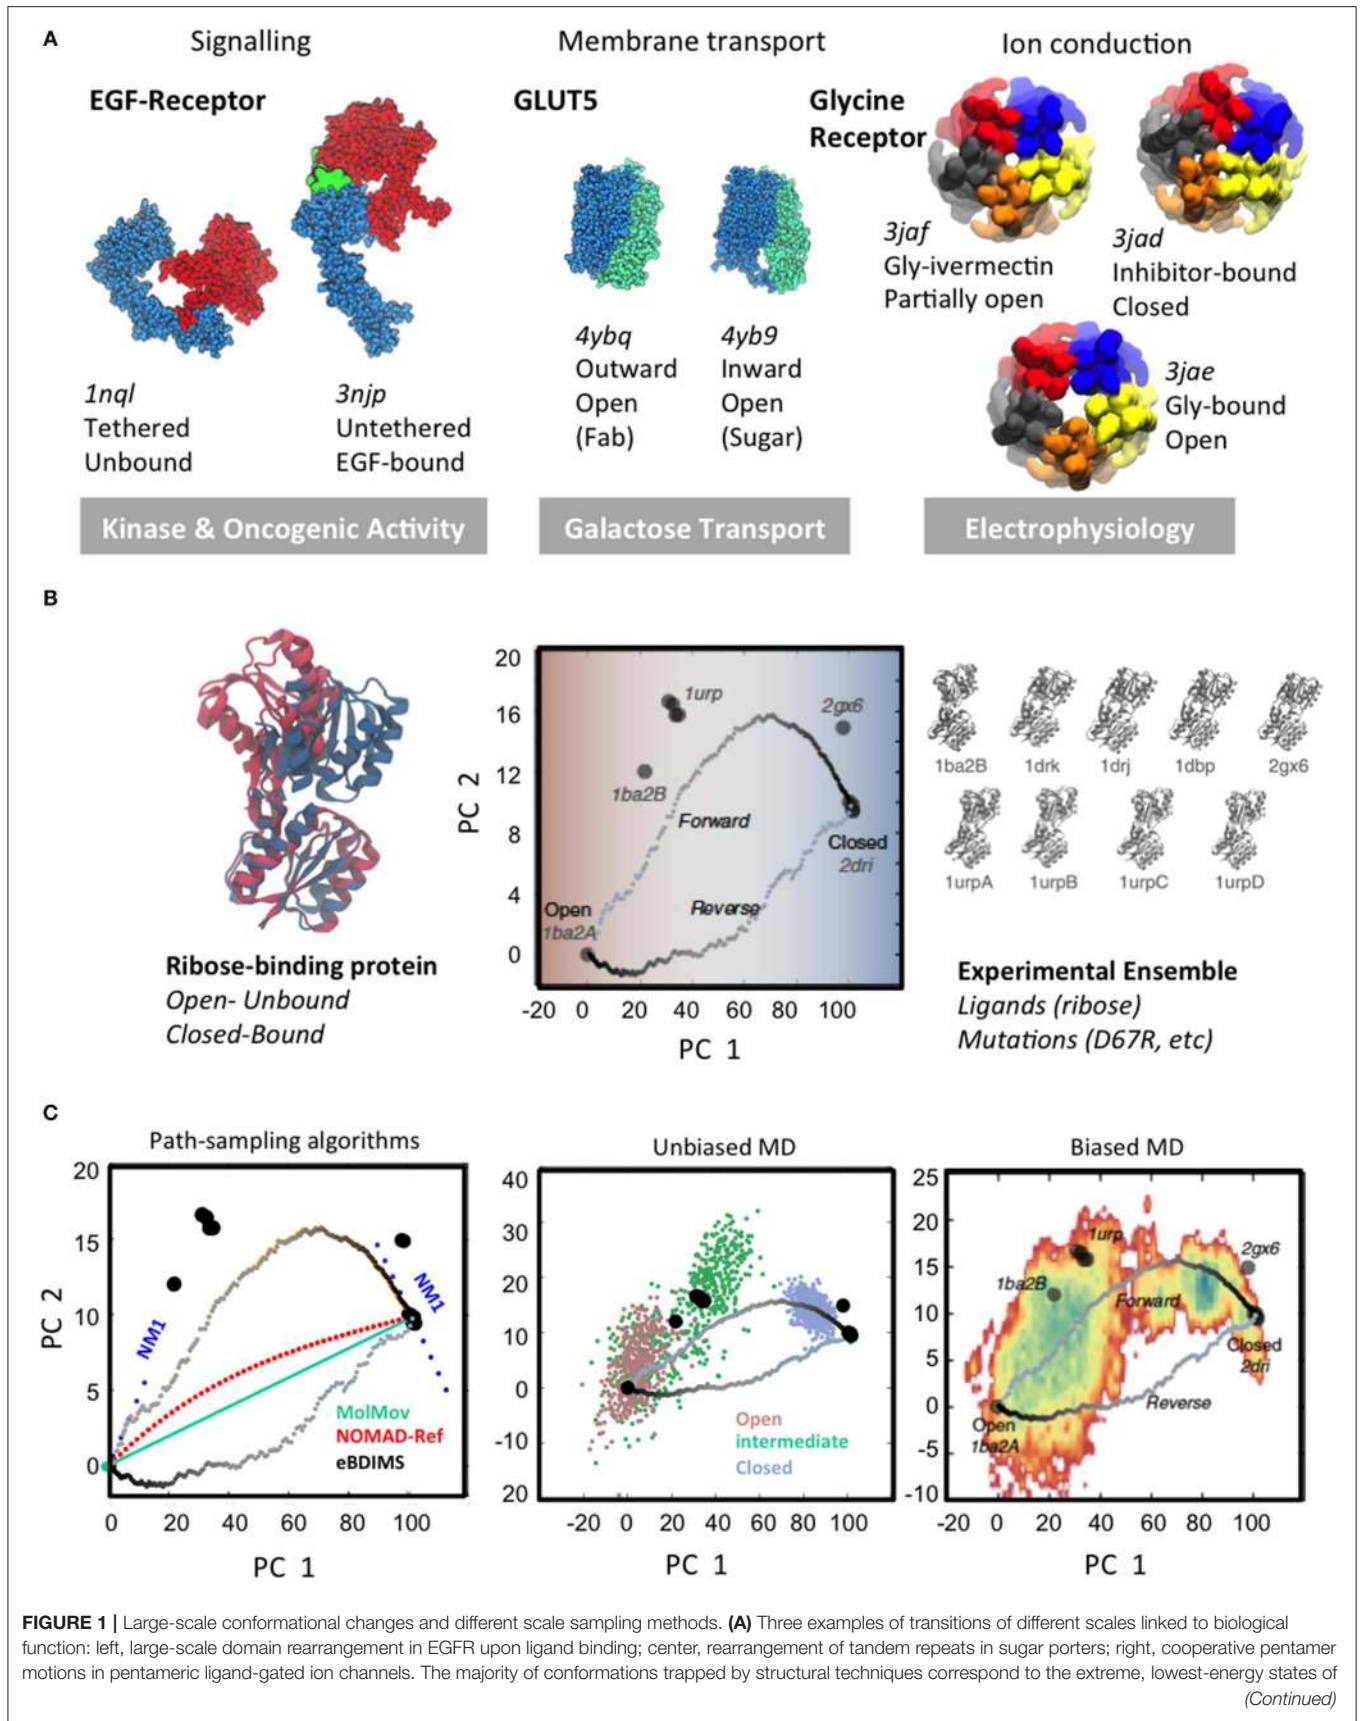 A
Signalling
Membrane transport
Ion conduction
EGF-Receptor
GLUT5
Glycine
Receptor
1nql
Tethered
Unbound
3njp
Untethered
EGF-bound
4ybq
Outward
Open
(Fab)
4yb9
Inward
Open
(Sugar)
3jaf
Gly-ivermectin
Partially open
3jad
Inhibitor-bound
Closed
3jae
Gly-bound
Open
Kinase & Oncogenic Activity
Galactose Transport
Electrophysiology
B
Ribose-binding protein
Open- Unbound
Closed-Bound
20
16
12
8
4
0
PC 2
1urp
2gx6
1ba2B
Forward
Closed
2dri
Reverse
Open
1ba2A
-20 0 20 40 60 80 100
PC 1
1ba2B 1drk 1drj 1dbp 2gx6
1urpA 1urpB 1urpC 1urpD
Experimental Ensemble
Ligands (ribose)
Mutations (D67R, etc)
C
Path-sampling algorithms
20
15
10
5
0
PC 2
NM1
NM1
MolMov
NOMAD-Ref
eBDIMS
0 20 40 60 80 100
PC 1
Unbiased MD
40
30
20
10
0
-10
20
Open
intermediate
Closed
-20 0 20 40 60 80 100
PC 1
Biased MD
25
20
15
10
5
0
-5
-10
1urp
2gx6
1ba2B
Forward
Closed
2dri
Reverse
Open
1ba2A
-20 0 20 40 60 80 100
PC 1
FIGURE 1 | Large-scale conformational changes and different scale sampling methods. (A) Three examples of transitions of different scales linked to biological
function: left, large-scale domain rearrangement in EGFR upon ligand binding; center, rearrangement of tandem repeats in sugar porters; right, cooperative pentamer
motions in pentameric ligand-gated ion channels. The majority of conformations trapped by structural techniques correspond to the extreme, lowest-energy states of
(Continued)